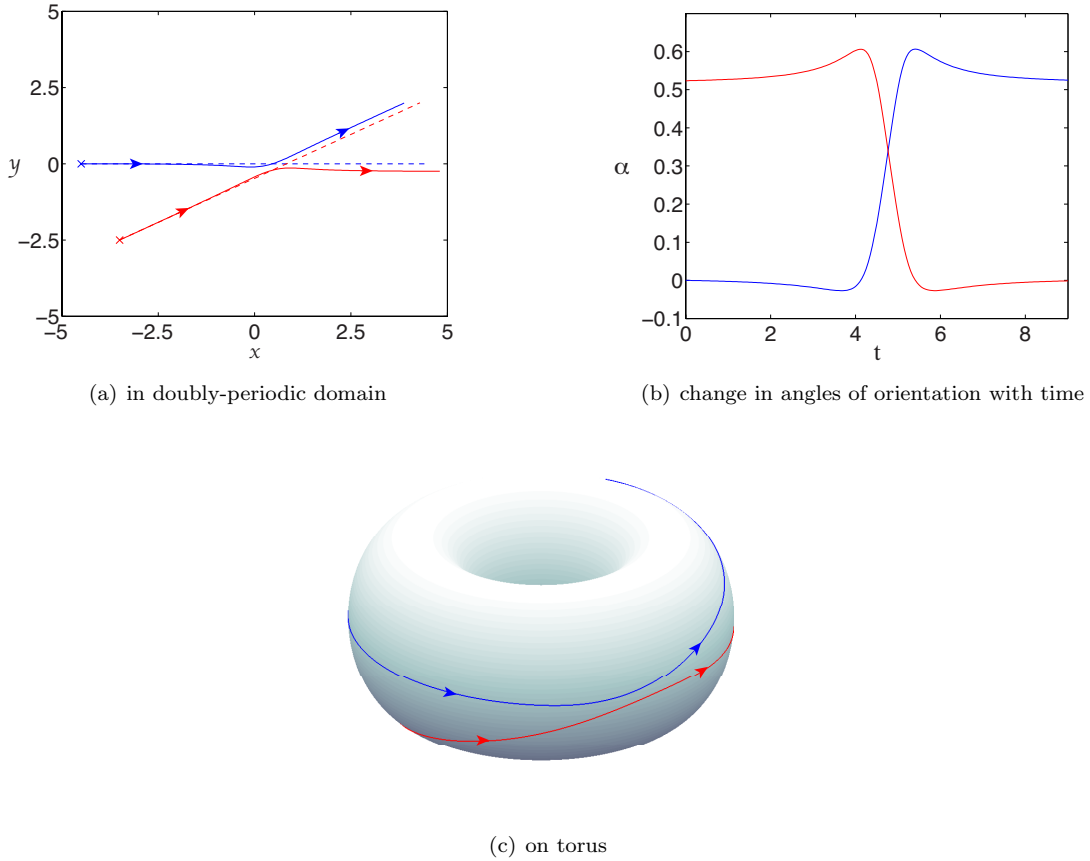 5
2.5
y
0
−2.5
−5
−5 −2.5 0 2.5 5
x
(a) in doubly-periodic domain
0.6
0.5
0.4
0.3
α
0.2
0.1
0
−0.1
0 2 4 6 8
t
(b) change in angles of orientation with time
(c) on torus